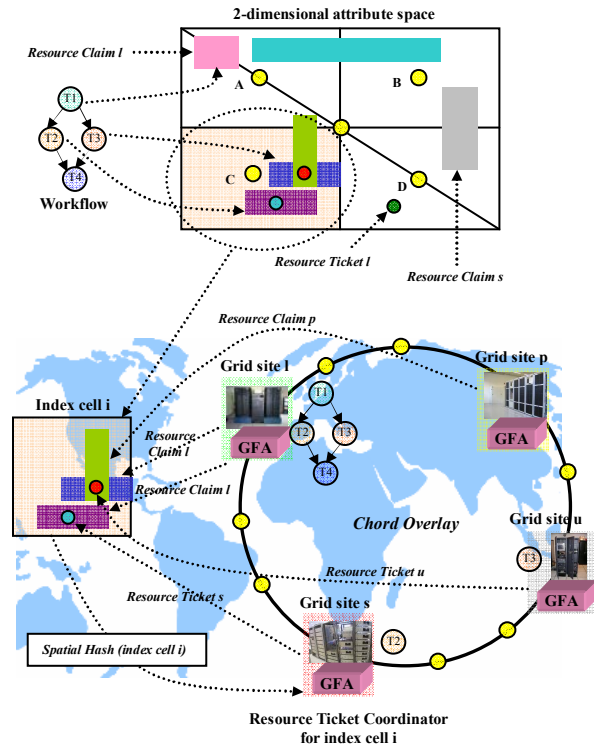 2-dimensional attribute space
Resource Claim l
A
B
T1
T2
T3
T4
Workflow
C
D
Resource Ticket l
Resource Claim s
Resource Claim p
Grid site l
Grid site p
Index cell i
T1
Resource
Claim l
T2
T3
GFA
GFA
T4
Resource Claim l
Chord Overlay
Grid site u
T3
Resource Ticket u
Resource Ticket s
GFA
Grid site s
T2
Spatial Hash (index cell i)
GFA
Resource Ticket Coordinator
for index cell i